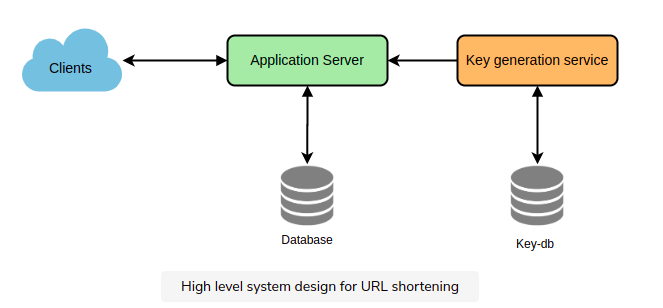 Clients
Application Server
Key generation service
Database
Key-db
High level system design for URL shortening